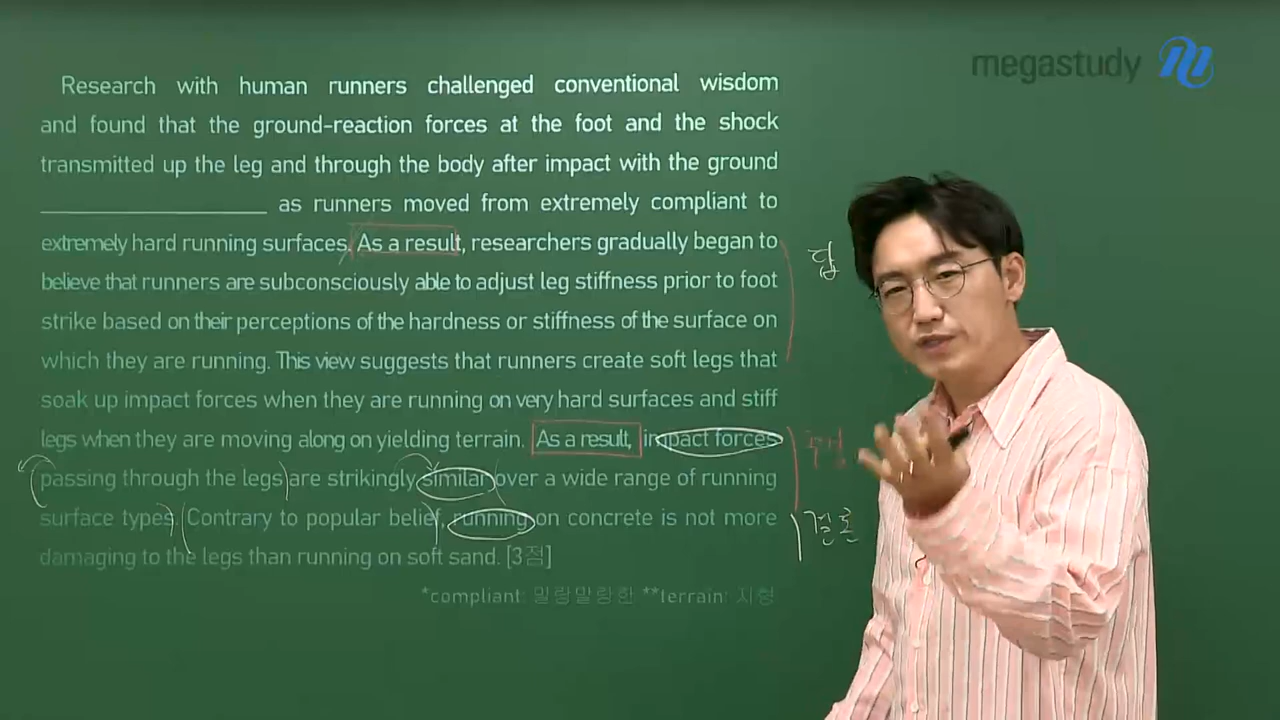 megastudy
Research with human runners challenged conventional wisdom
and found that the ground-reaction forces at the foot and the shock
transmitted up the leg and through the body after impact with the ground
as runners moved from extremely compliant to
extremely hard running surfaces. As a result, researchers gradually began to
believe that runners are subconsciously able to adjust leg stiffness prior to foot
strike based on their perceptions of the hardness or stiffness of the surface on
which they are running. This view suggests that runners create soft legs that
soak up impact forces when they are running on very hard surfaces and stiff
legs when they are moving along on yielding terrain. As a result, impact forces
passing through the legs are strikingly similar over a wide range of running
surface types. Contrary to popular belief, running on concrete is not more
damaging to the legs than running on soft sand. [3점]
*compliant: 말랑말랑한 **terrain: 지형
답
결론